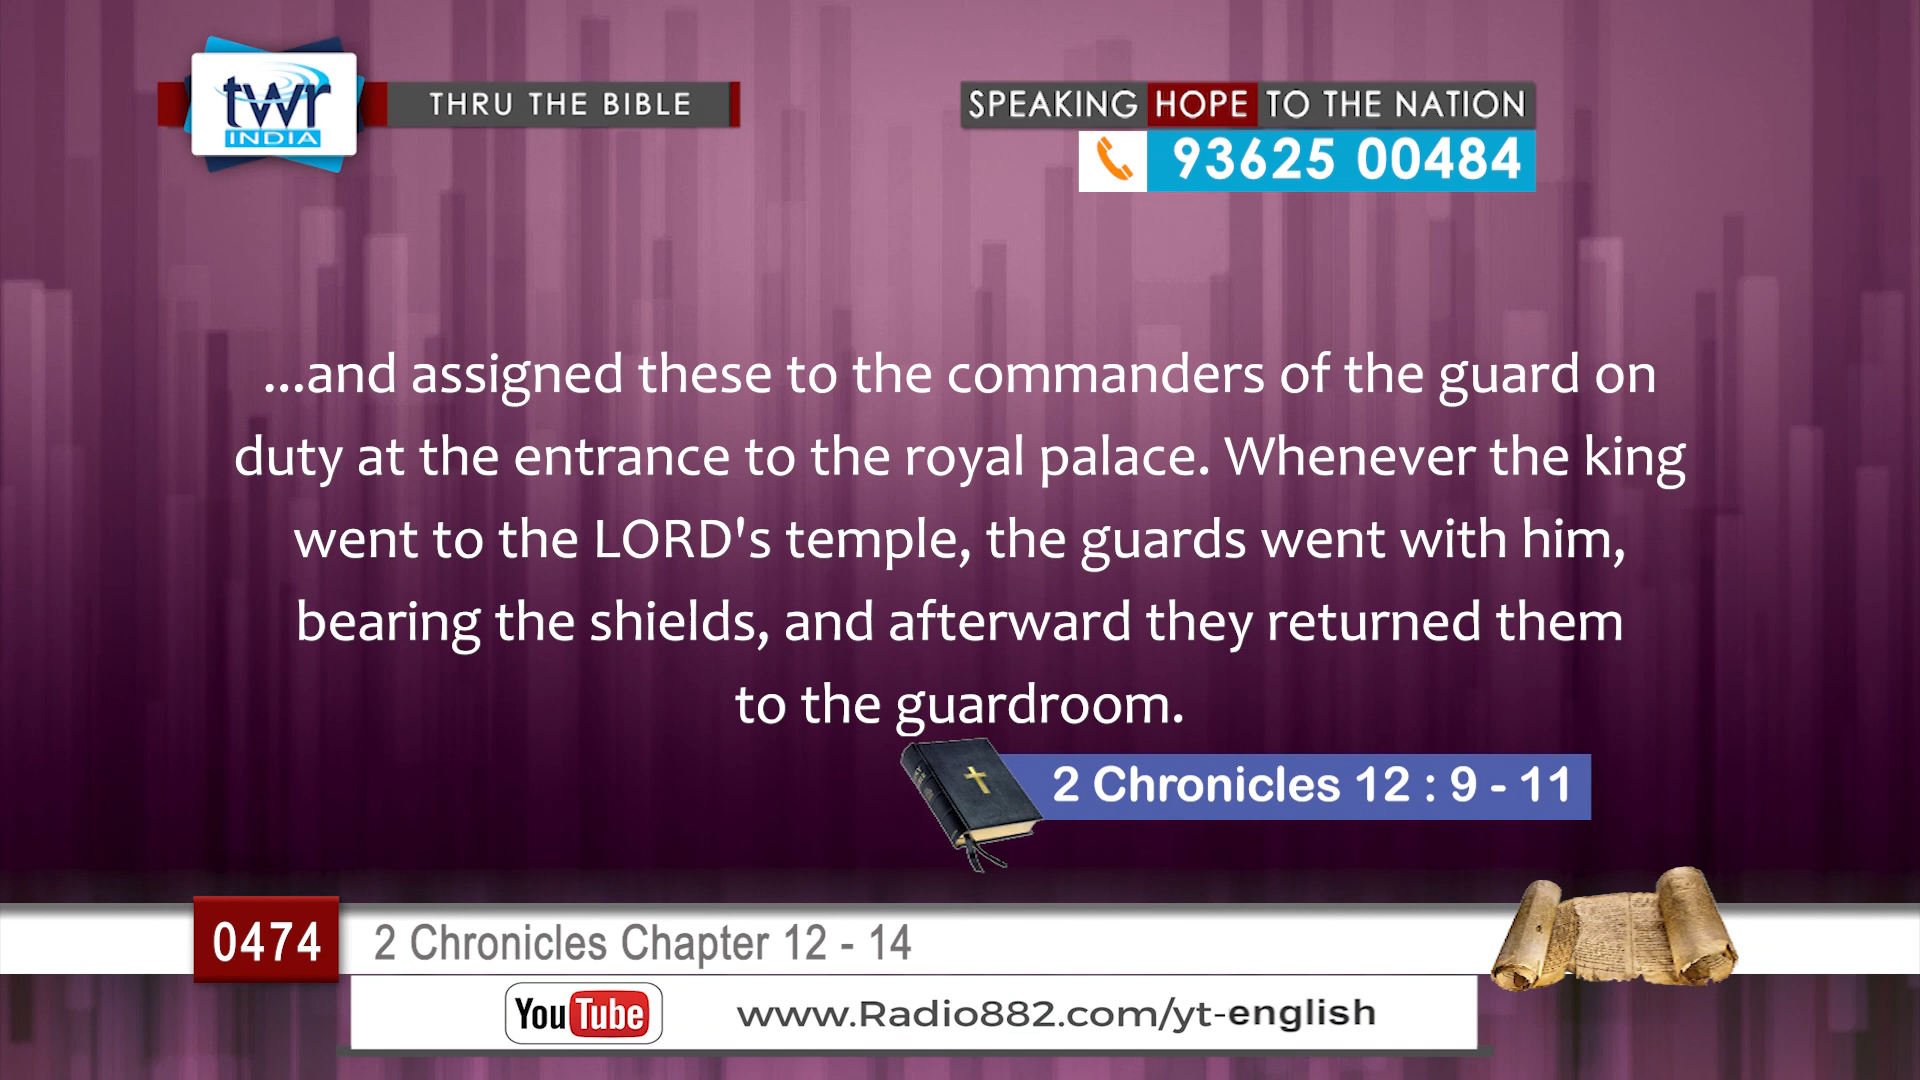 twr
INDIA
THRU THE BIBLE
SPEAKING HOPE TO THE NATION
93625 00484
...and assigned these to the commanders of the guard on
duty at the entrance to the royal palace. Whenever the king
went to the LORD's temple, the guards went with him,
bearing the shields, and afterward they returned them
to the guardroom.
2 Chronicles 12 : 9 - 11
0474
2 Chronicles Chapter 12 - 14
YouTube
www.Radio882.com/yt-english